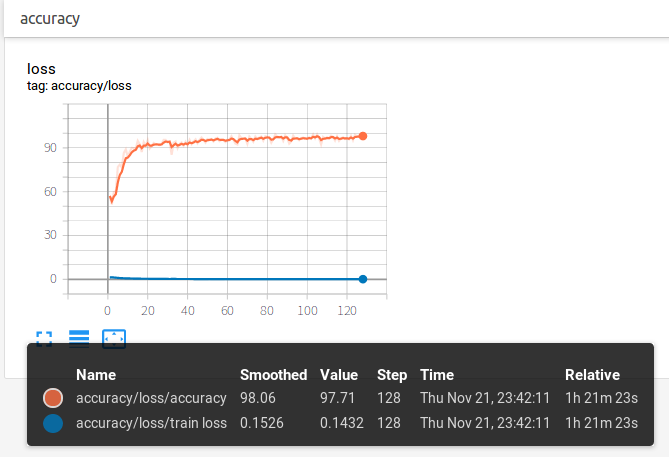 accuracy
loss
tag: accuracy/loss
90
60
30
0
0 20 40 60 80 100 120
Name Smoothed Value Step Time Relative
accuracy/loss/accuracy 98.06 97.71 128 Thu Nov 21, 23:42:11 1h 21m 23s
accuracy/loss/train loss 0.1526 0.1432 128 Thu Nov 21, 23:42:11 1h 21m 23s